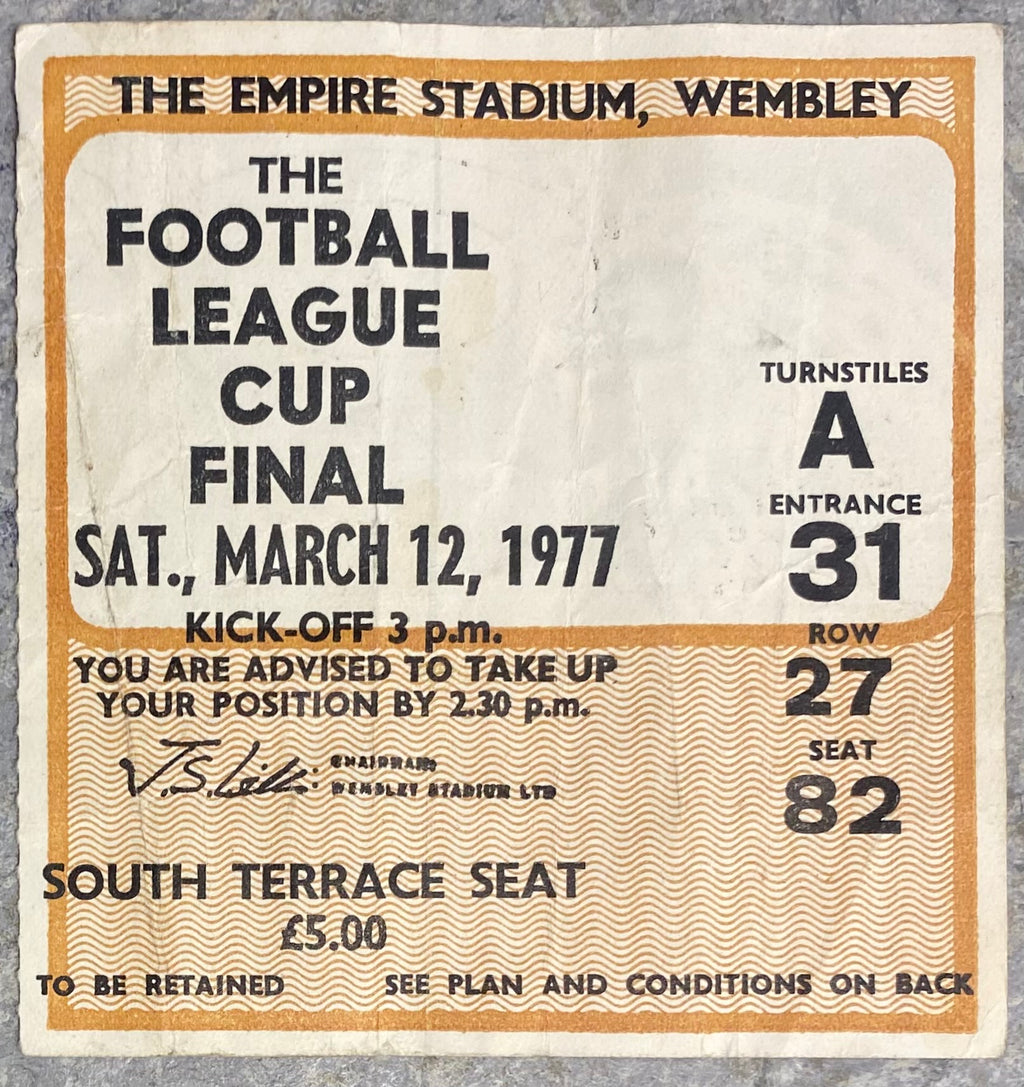 THE EMPIRE STADIUM, WEMBLEY
THE
FOOTBALL
LEAGUE
CUP
FINAL
SAT., MARCH 12, 1977
KICK-OFF 3 p.m.
YOU ARE ADVISED TO TAKE UP
YOUR POSITION BY 2.30 p.m.
CHAIRMAN:
WEMBLEY STADIUM LTD
SOUTH TERRACE SEAT
£5.00
TURNSTILES
A
ENTRANCE
31
ROW
27
SEAT
82
TO BE RETAINED SEE PLAN AND CONDITIONS ON BACK